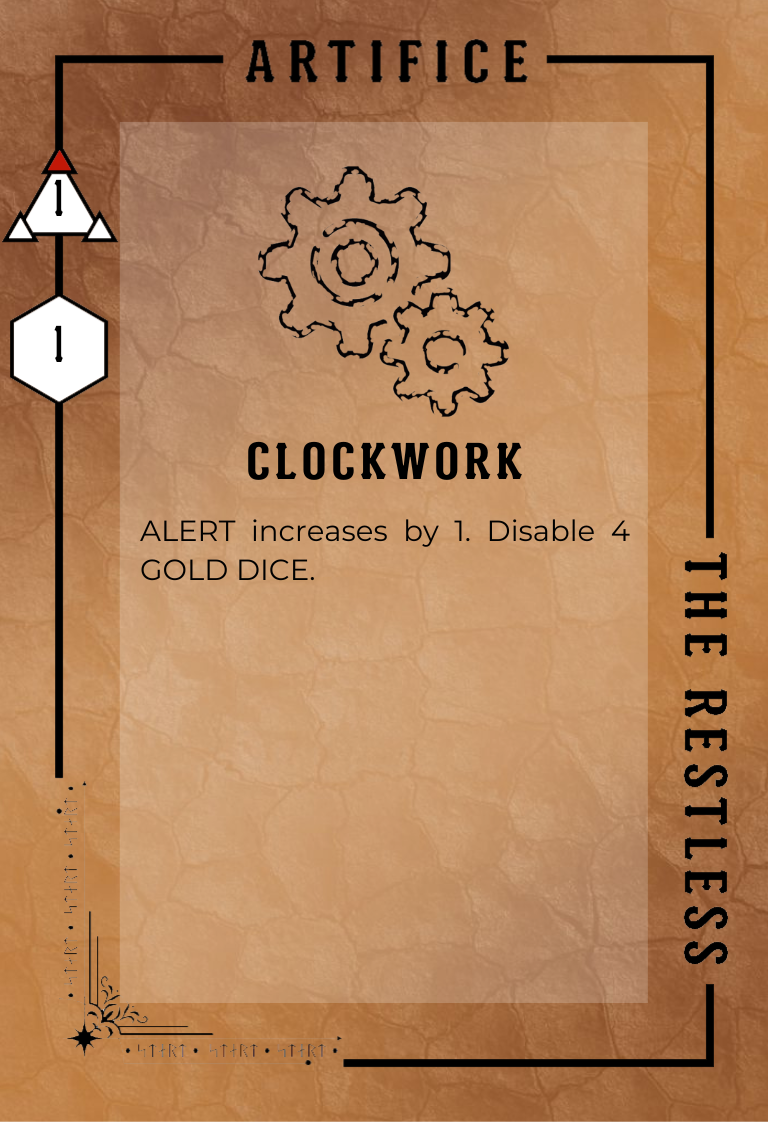 ARTIFICE
1
1
CLOCKWORK
ALERT increases by 1. Disable 4
GOLD DICE.
THE RESTLESS